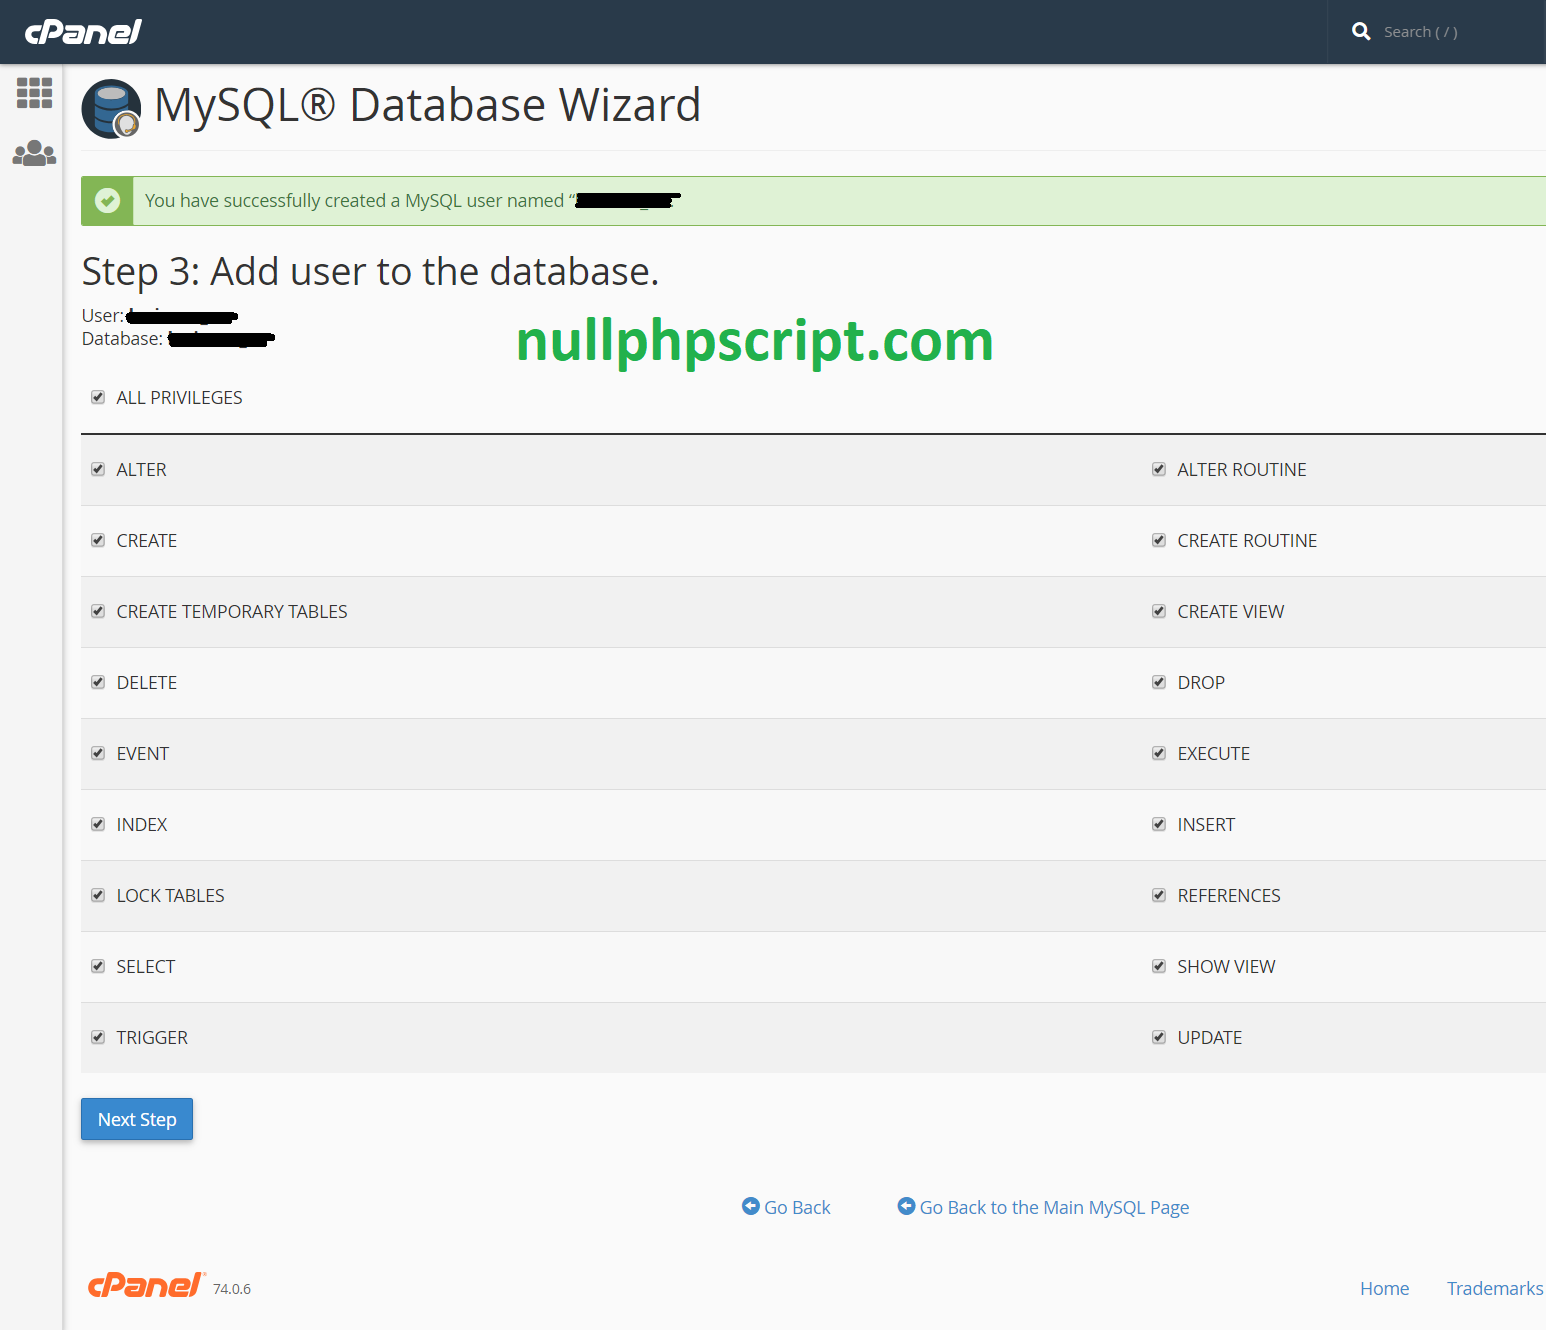 cPanel
Search ( / )
MySQL® Database Wizard
You have successfully created a MySQL user named “
Step 3: Add user to the database.
User:
Database:
nullphpscript.com
ALL PRIVILEGES
ALTER
ALTER ROUTINE
CREATE
CREATE ROUTINE
CREATE TEMPORARY TABLES
CREATE VIEW
DELETE
DROP
EVENT
EXECUTE
INDEX
INSERT
LOCK TABLES
REFERENCES
SELECT
SHOW VIEW
TRIGGER
UPDATE
Next Step
Go Back
Go Back to the Main MySQL Page
cPanel® 74.0.6
Home
Trademarks